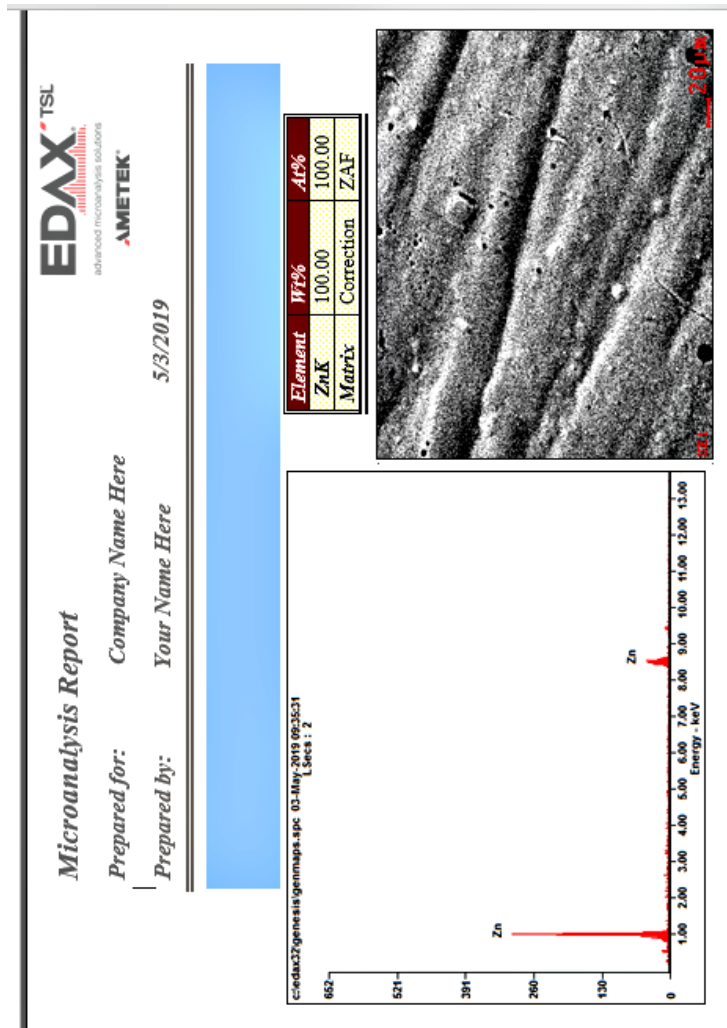 EDAX TSL
advanced microanalysis solutions
AMETEK®
Microanalysis Report
Prepared for: Company Name Here
Prepared by: Your Name Here 5/3/2019
Element Wt% At%
ZnK 100.00 100.00
Matrix Correction ZAF
c:\edax32\genesis\genmaps.spc 03-May-2019 09:35:31
LSecs : 2
652
521
391
260
130
0
Zn
Zn
1.00 2.00 3.00 4.00 5.00 6.00 7.00 8.00 9.00 10.00 11.00 12.00 13.00
Energy - keV
SE1
20µm